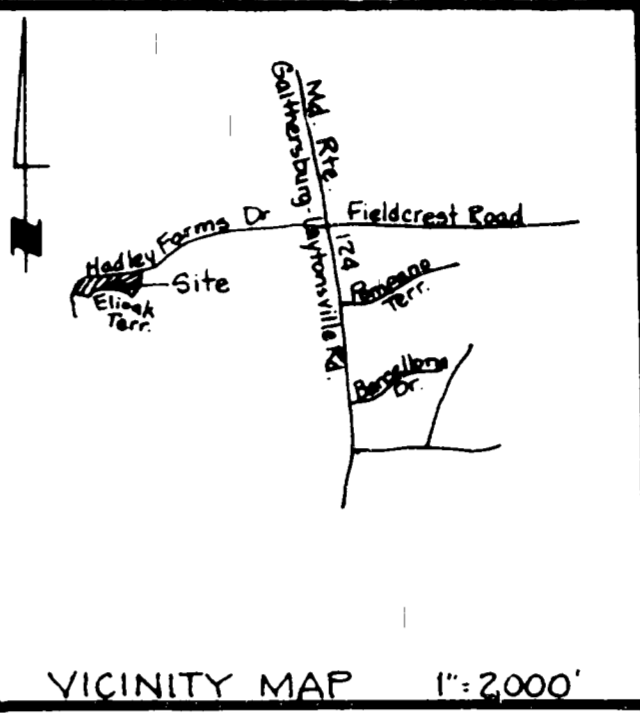 Md. Rte. 124
Gaithersburg-Laytonsville Rd.
Hadley Farms Dr
Fieldcrest Road
Site
Terr.
Terr.
Dr.
VICINITY MAP 1"=2,000'